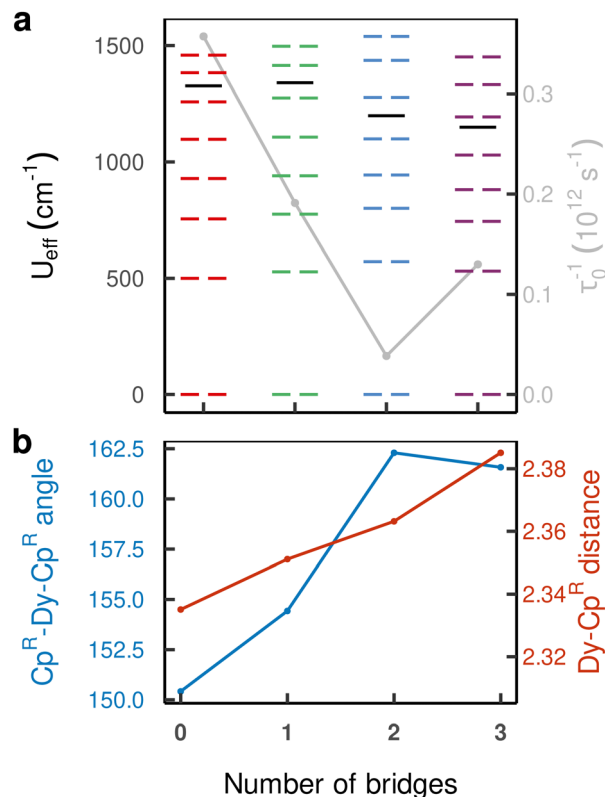 a
1500
1000
500
0
U_eff (cm⁻¹)
0.3
0.2
0.1
0.0
τ₀⁻¹ (10¹² s⁻¹)
b
162.5
160.0
157.5
155.0
152.5
150.0
Cpᴿ-Dy-Cpᴿ angle
2.38
2.36
2.34
2.32
Dy-Cpᴿ distance
0 1 2 3
Number of bridges